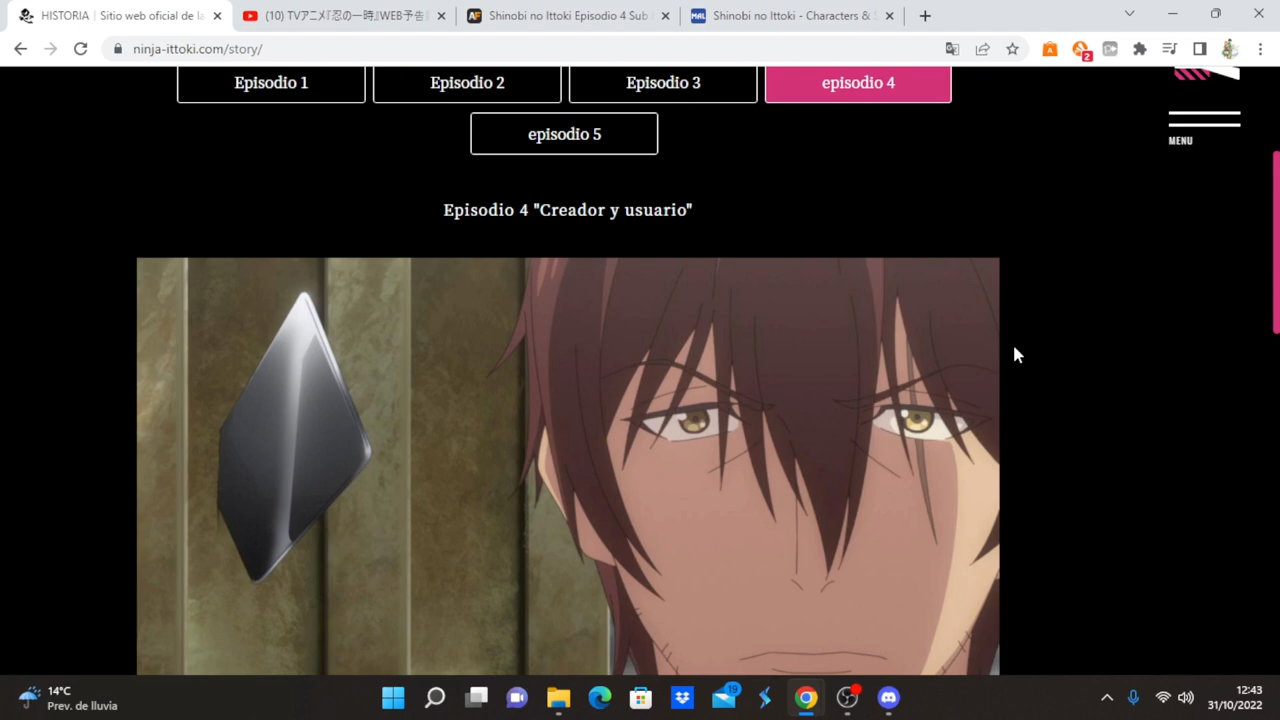 HISTORIA | Sitio web oficial de la
(10) TVアニメ『忍の一時』WEB予告
Shinobi no Ittoki Episodio 4 Sub
MAL
Shinobi no Ittoki - Characters & S
ninja-ittoki.com/story/
2
Episodio 1
Episodio 2
Episodio 3
episodio 4
MENU
episodio 5
Episodio 4 "Creador y usuario"
14°C
Prev. de lluvia
19
12:43
31/10/2022